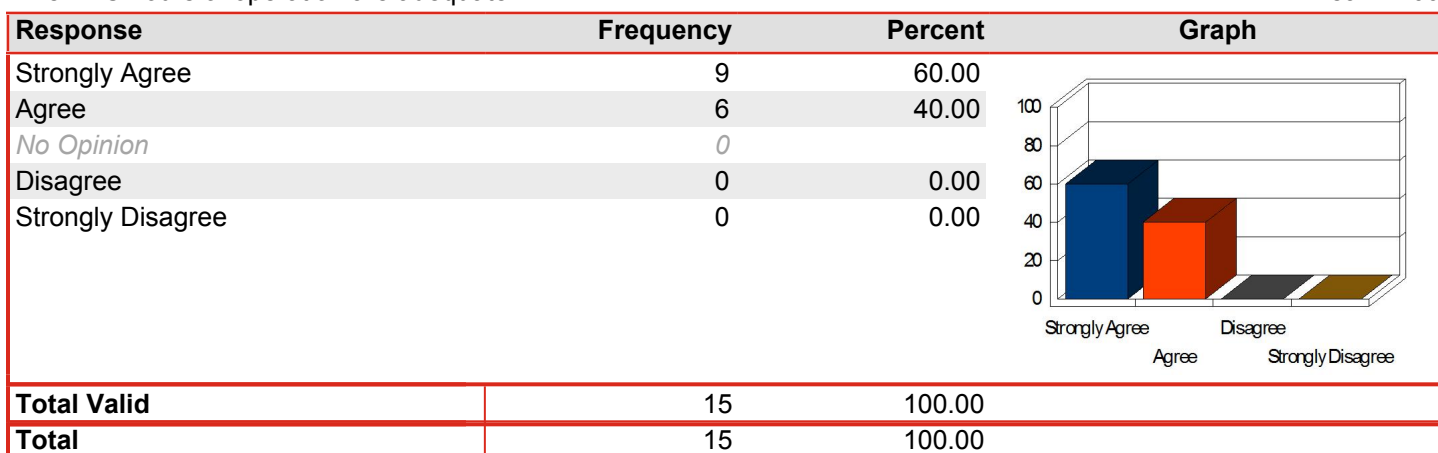 Response Frequency Percent Graph
Strongly Agree 9 60.00
Agree 6 40.00
No Opinion 0
Disagree 0 0.00
Strongly Disagree 0 0.00
100
80
60
40
20
0
Strongly Agree Disagree
Agree Strongly Disagree
Total Valid 15 100.00
Total 15 100.00